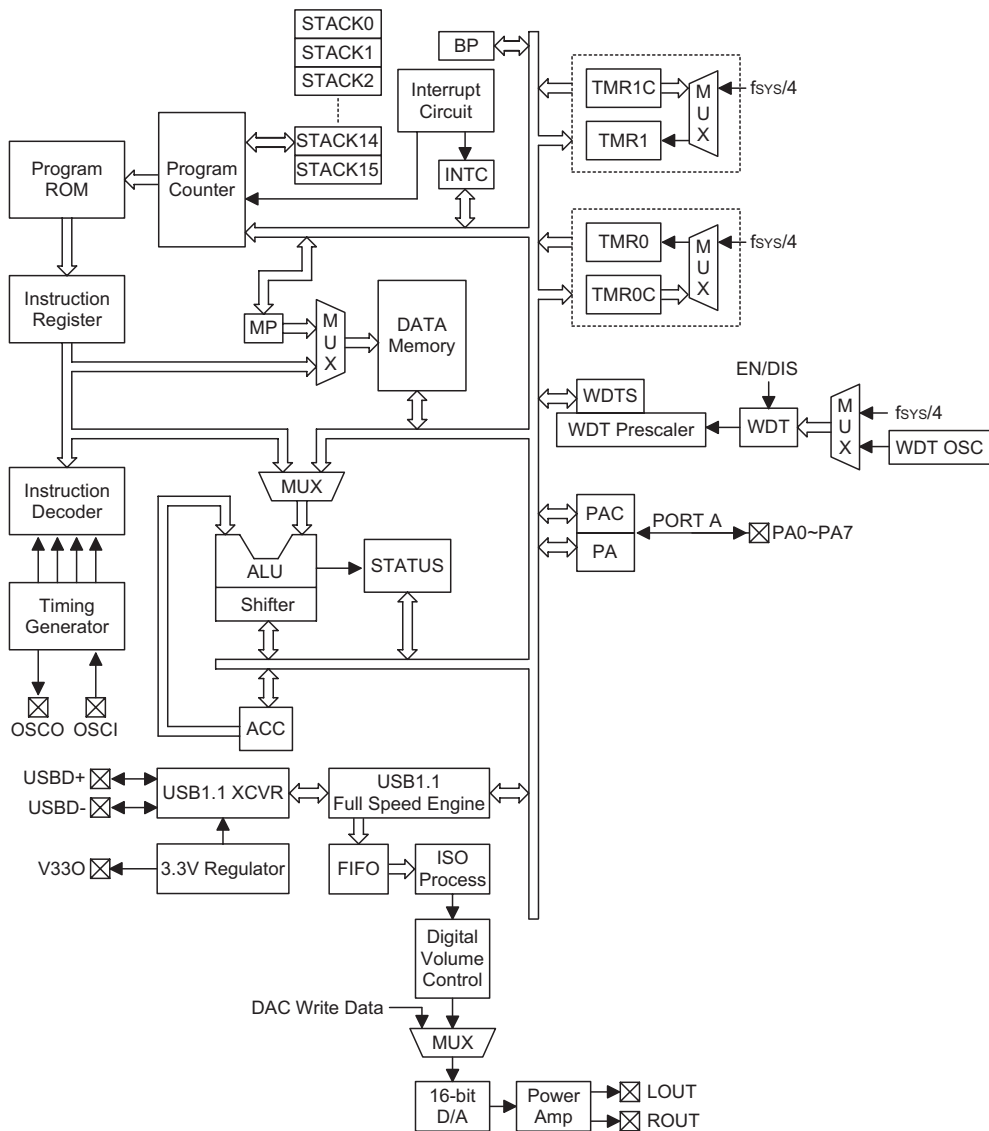 STACK0
STACK1
STACK2
STACK14
STACK15
BP
Interrupt
Circuit
INTC
TMR1C
TMR1
M
U
X
fSYS/4
Program
ROM
Program
Counter
TMR0
TMR0C
M
U
X
fSYS/4
Instruction
Register
MP
M
U
X
DATA
Memory
EN/DIS
WDTS
WDT Prescaler
WDT
M
U
X
fSYS/4
WDT OSC
Instruction
Decoder
MUX
PAC
PA
PORT A
PA0~PA7
ALU
Shifter
STATUS
Timing
Generator
OSCO
OSCI
ACC
USBD+
USBD-
USB1.1 XCVR
USB1.1
Full Speed Engine
V33O
3.3V Regulator
FIFO
ISO
Process
Digital
Volume
Control
DAC Write Data
MUX
16-bit
D/A
Power
Amp
LOUT
ROUT